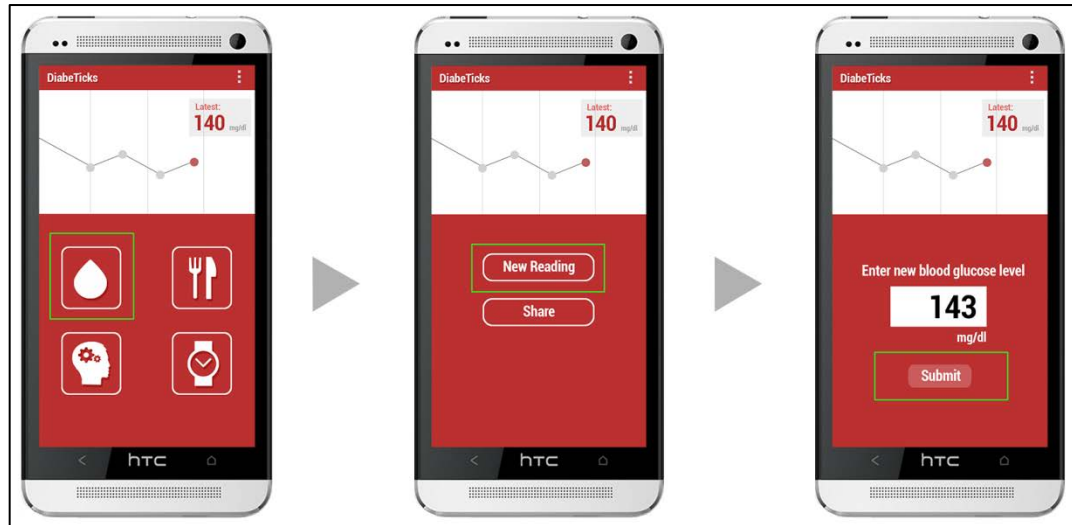 DiabeTicks
Latest:
140 mg/dl
htc
DiabeTicks
Latest:
140 mg/dl
New Reading
Share
htc
DiabeTicks
Latest:
140 mg/dl
Enter new blood glucose level
143
mg/dl
Submit
htc